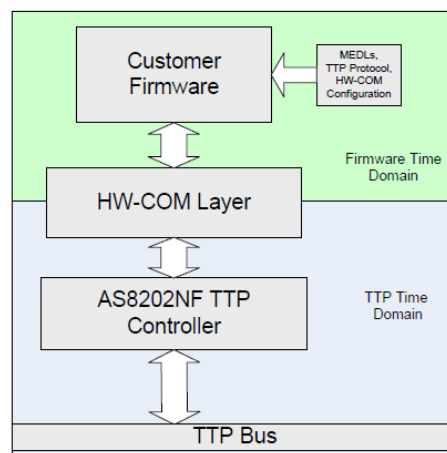 Customer
Firmware
MEDLs,
TTP Protocol,
HW-COM
Configuration
Firmware Time
Domain
HW-COM Layer
AS8202NF TTP
Controller
TTP Time
Domain
TTP Bus